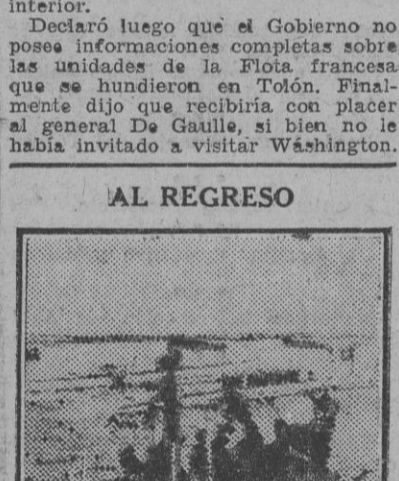 interior.
Declaró luego que el Gobierno no
posee informaciones completas sobre
las unidades de la Flota francesa
que se hundieron en Tolón. Final-
mente dijo que recibiría con placer
al general De Gaulle, si bien no le
había invitado a visitar Wáshington.
AL REGRESO